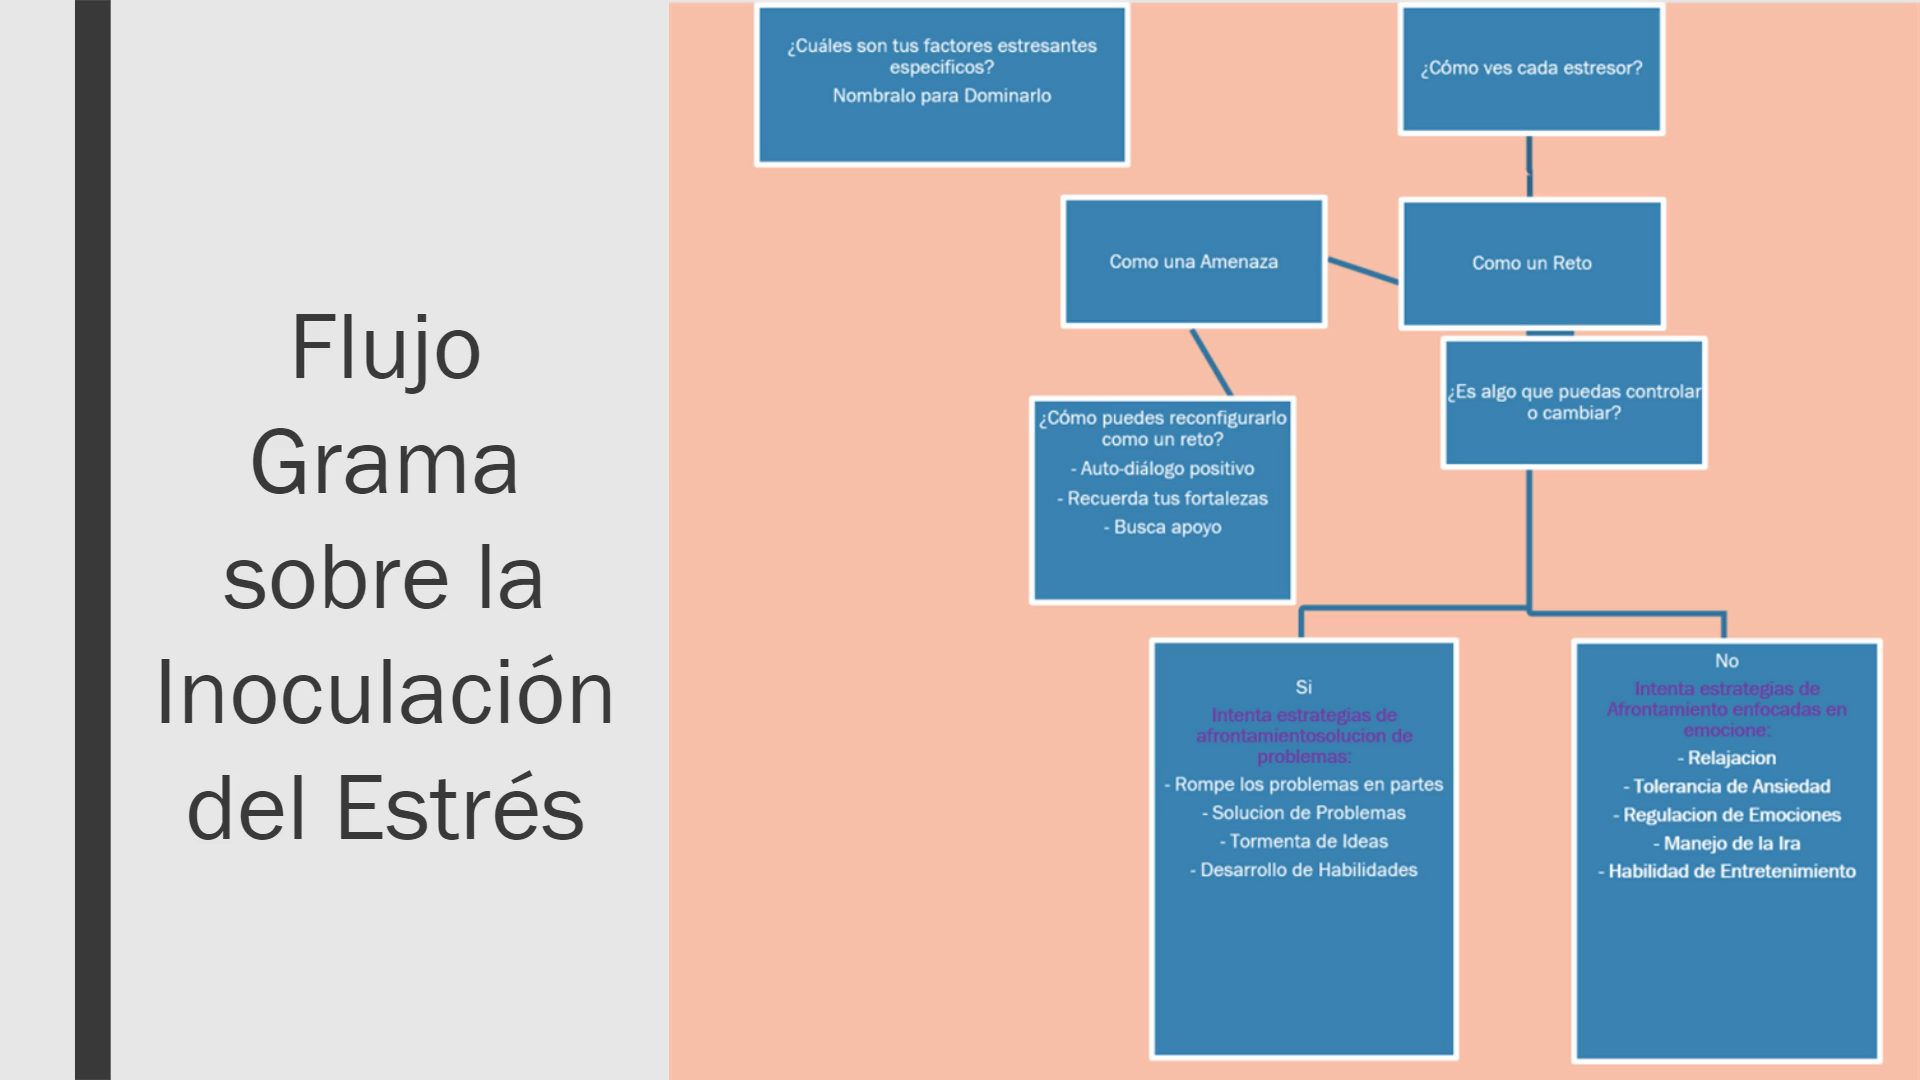 Flujo
Grama
sobre la
Inoculación
del Estrés
¿Cuáles son tus factores estresantes
especificos?
Nombralo para Dominarlo
¿Cómo ves cada estresor?
Como una Amenaza
Como un Reto
¿Cómo puedes reconfigurarlo
como un reto?
- Auto-diálogo positivo
- Recuerda tus fortalezas
- Busca apoyo
¿Es algo que puedas controlar
o cambiar?
Si
Intenta estrategias de
afrontamientosolucion de
problemas:
- Rompe los problemas en partes
- Solucion de Problemas
- Tormenta de Ideas
- Desarrollo de Habilidades
No
Intenta estrategias de
Afrontamiento enfocadas en
emocione:
- Relajacion
- Tolerancia de Ansiedad
- Regulacion de Emociones
- Manejo de la Ira
- Habilidad de Entretenimiento